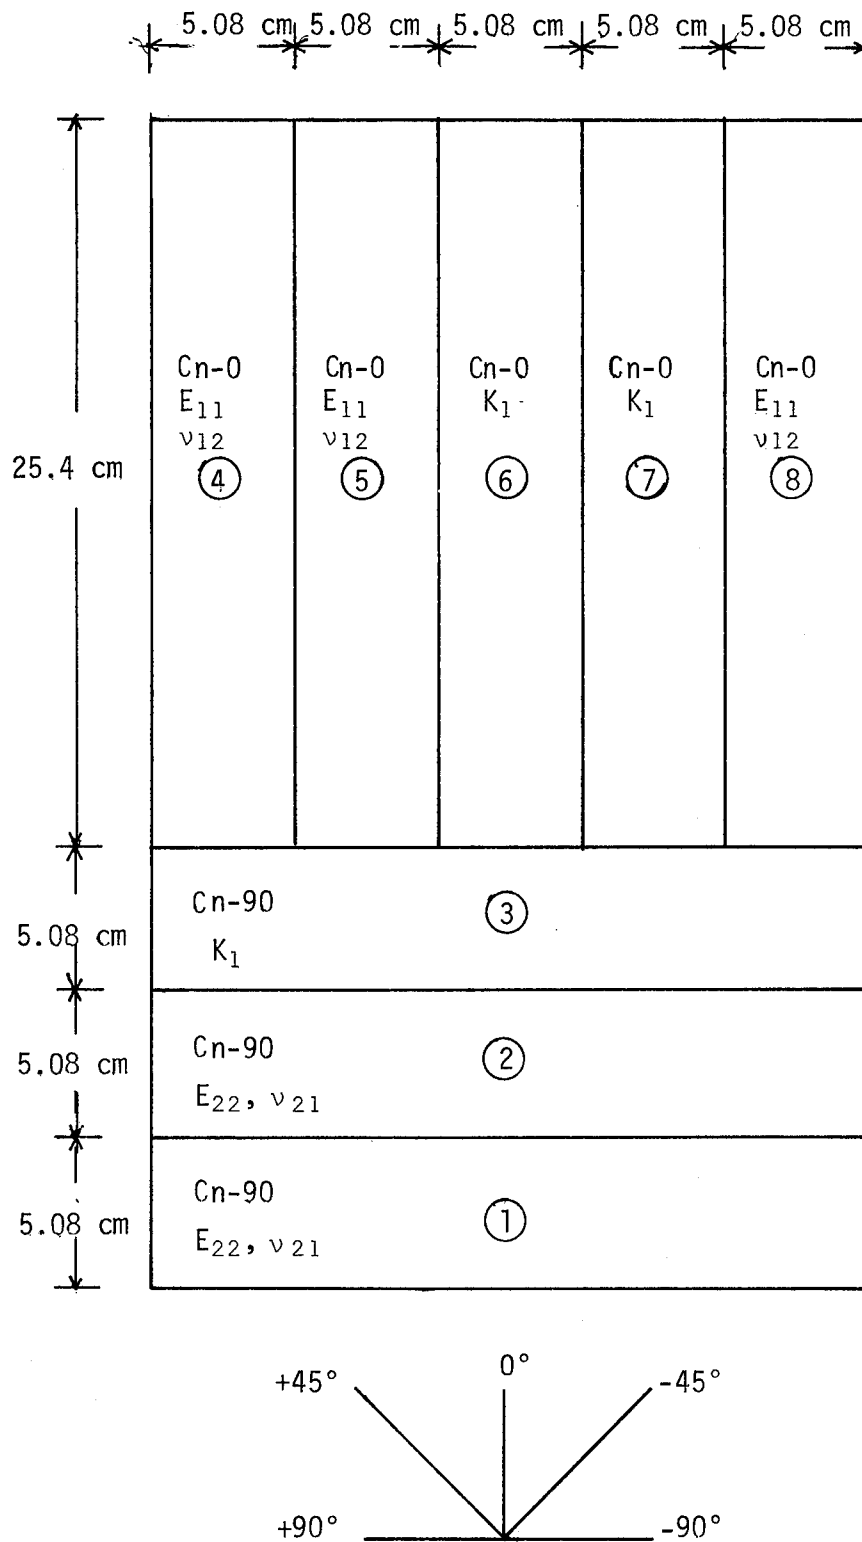 5.08 cm 5.08 cm 5.08 cm 5.08 cm 5.08 cm
Cn-0 Cn-0 Cn-0 Cn-0 Cn-0
E11 E11 K1 K1 E11
ν12 ν12 ν12
25.4 cm
4 5 6 7 8
Cn-90 3
5.08 cm
K1
Cn-90 2
5.08 cm
E22, ν21
Cn-90 1
5.08 cm
E22, ν21
+45° 0° -45°
+90° -90°